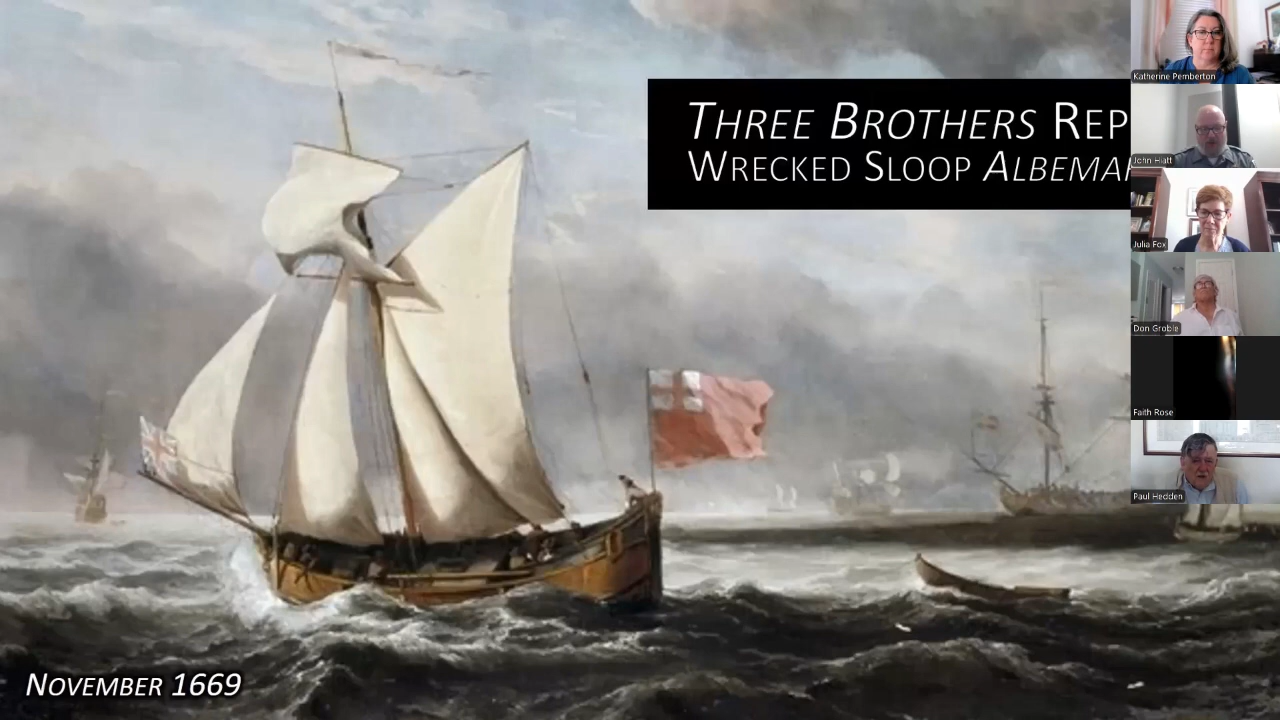 THREE BROTHERS REP
WRECKED SLOOP ALBEMAR
NOVEMBER 1669
Katherine Pemberton
John Hiatt
Julia Fox
Don Groble
Faith Rose
Paul Hedden